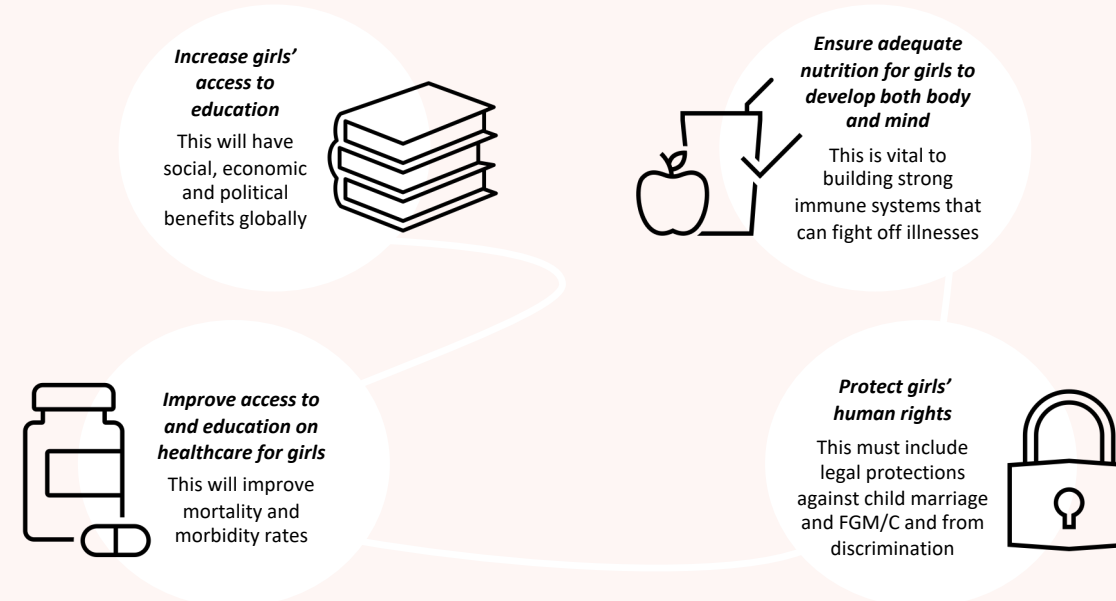 Increase girls’
access to
education
This will have
social, economic
and political
benefits globally
Ensure adequate
nutrition for girls to
develop both body
and mind
This is vital to
building strong
immune systems that
can fight off illnesses
Improve access to
and education on
healthcare for girls
This will improve
mortality and
morbidity rates
Protect girls’
human rights
This must include
legal protections
against child marriage
and FGM/C and from
discrimination